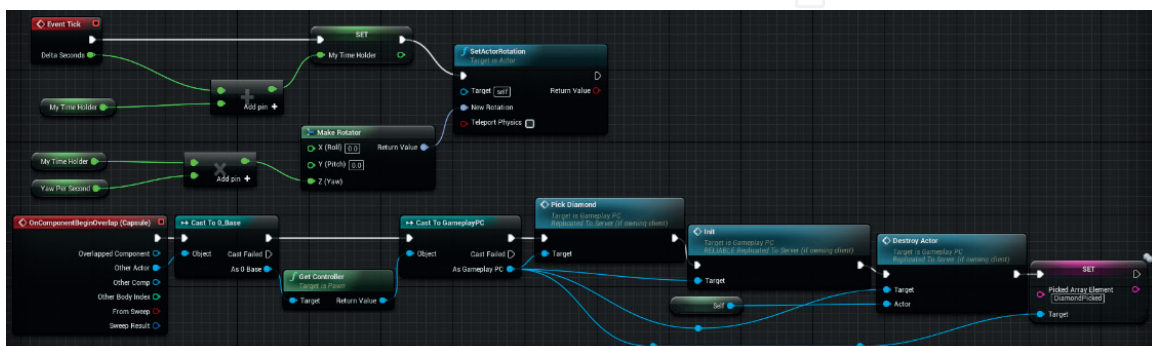 Event Tick
Delta Seconds
SET
My Time Holder
SetActorRotation
Target is Actor
Target self
Return Value
New Rotation
Teleport Physics
My Time Holder
+
Add pin +
Make Rotator
X (Roll) 0.0
Return Value
Y (Pitch) 0.0
Z (Yaw)
My Time Holder
Yaw Per Second
×
Add pin +
OnComponentBeginOverlap (Capsule)
Overlapped Component
Other Actor
Other Comp
Other Body Index
From Sweep
Sweep Result
Cast To 0_Base
Object
Cast Failed
As 0 Base
Get Controller
Target is Pawn
Target
Return Value
Cast To GameplayPC
Object
Cast Failed
As Gameplay PC
Pick Diamond
Target is Gameplay PC
Replicated To Server (if owning client)
Target
Init
Target is Gameplay PC
RELIABLE Replicated To Server (if owning client)
Target
Self
Destroy Actor
Target is Gameplay PC
Replicated To Server (if owning client)
Target
Actor
SET
Picked Array Element
DiamondPicked
Target